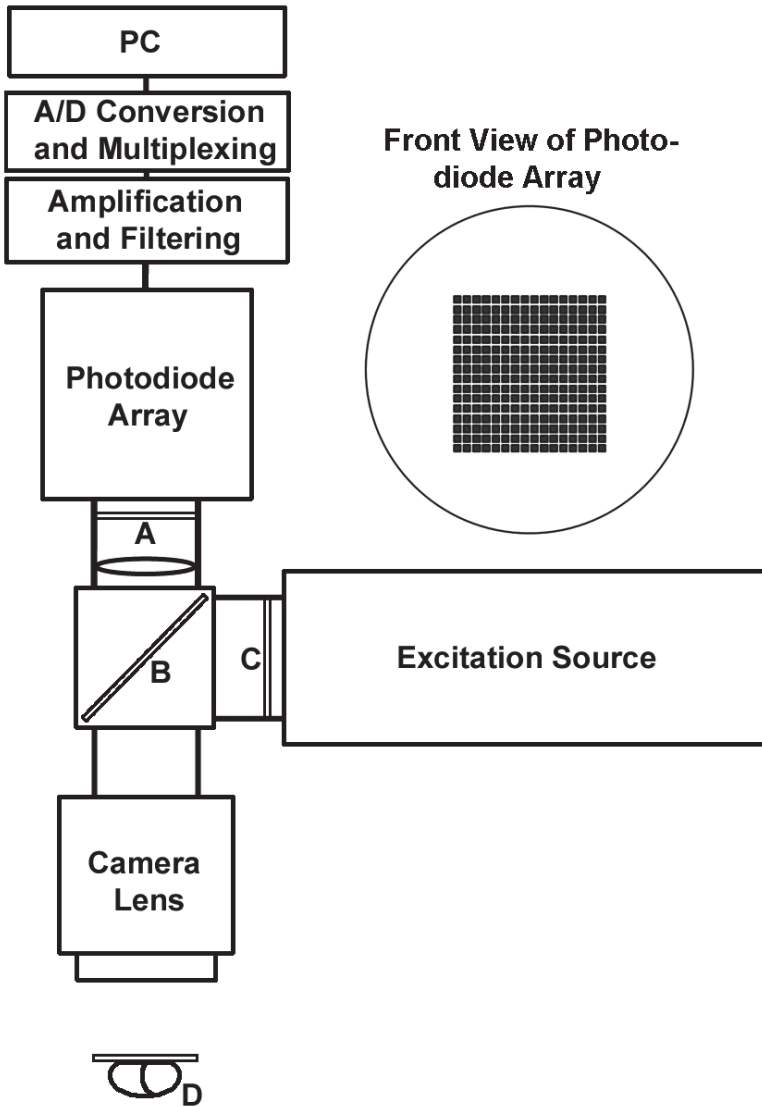 PC
A/D Conversion
and Multiplexing
Amplification
and Filtering
Photodiode
Array
Front View of Photo-
diode Array
A
B
C
Excitation Source
Camera
Lens
D